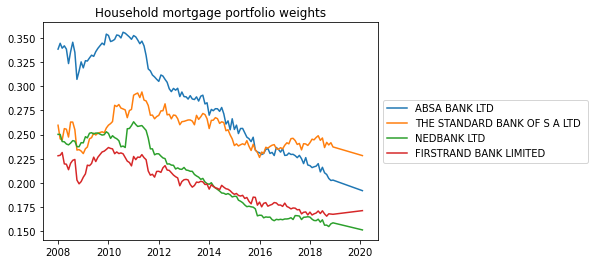 Household mortgage portfolio weights
0.350
0.325
0.300
0.275
0.250
0.225
0.200
0.175
0.150
2008 2010 2012 2014 2016 2018 2020
ABSA BANK LTD
THE STANDARD BANK OF S A LTD
NEDBANK LTD
FIRSTRAND BANK LIMITED